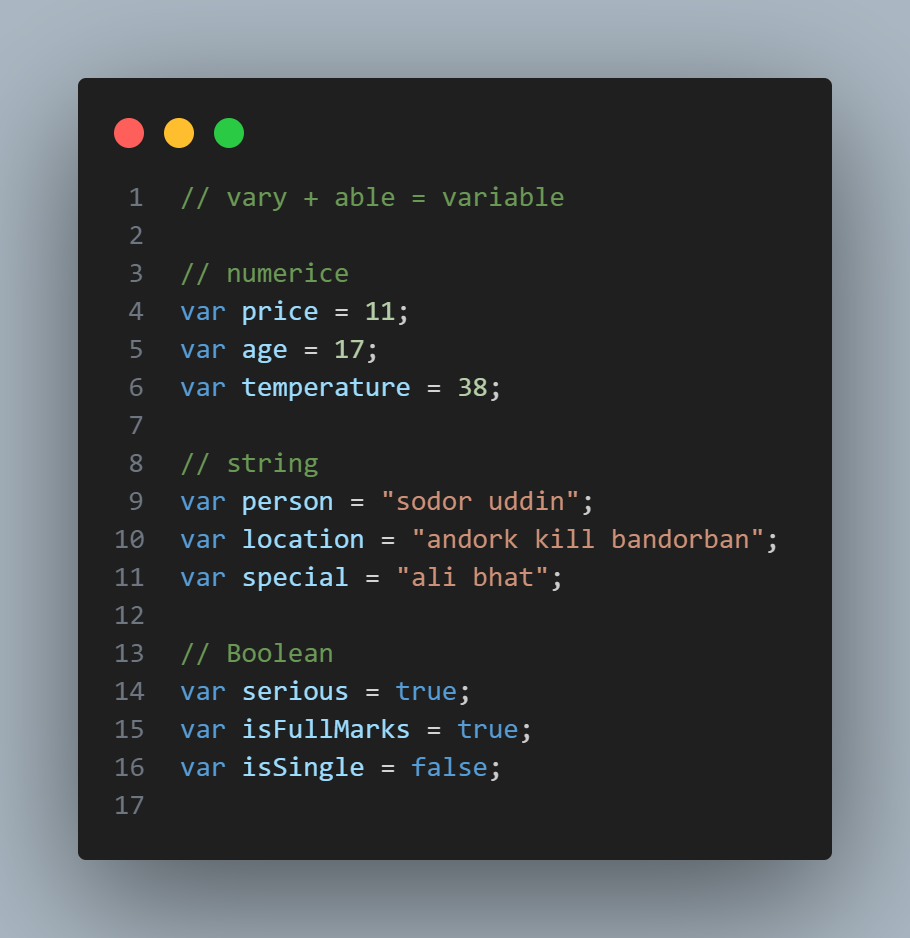 1 // vary + able = variable
2
3 // numerice
4 var price = 11;
5 var age = 17;
6 var temperature = 38;
7
8 // string
9 var person = "sodor uddin";
10 var location = "andork kill bandorban";
11 var special = "ali bhat";
12
13 // Boolean
14 var serious = true;
15 var isFullMarks = true;
16 var isSingle = false;
17